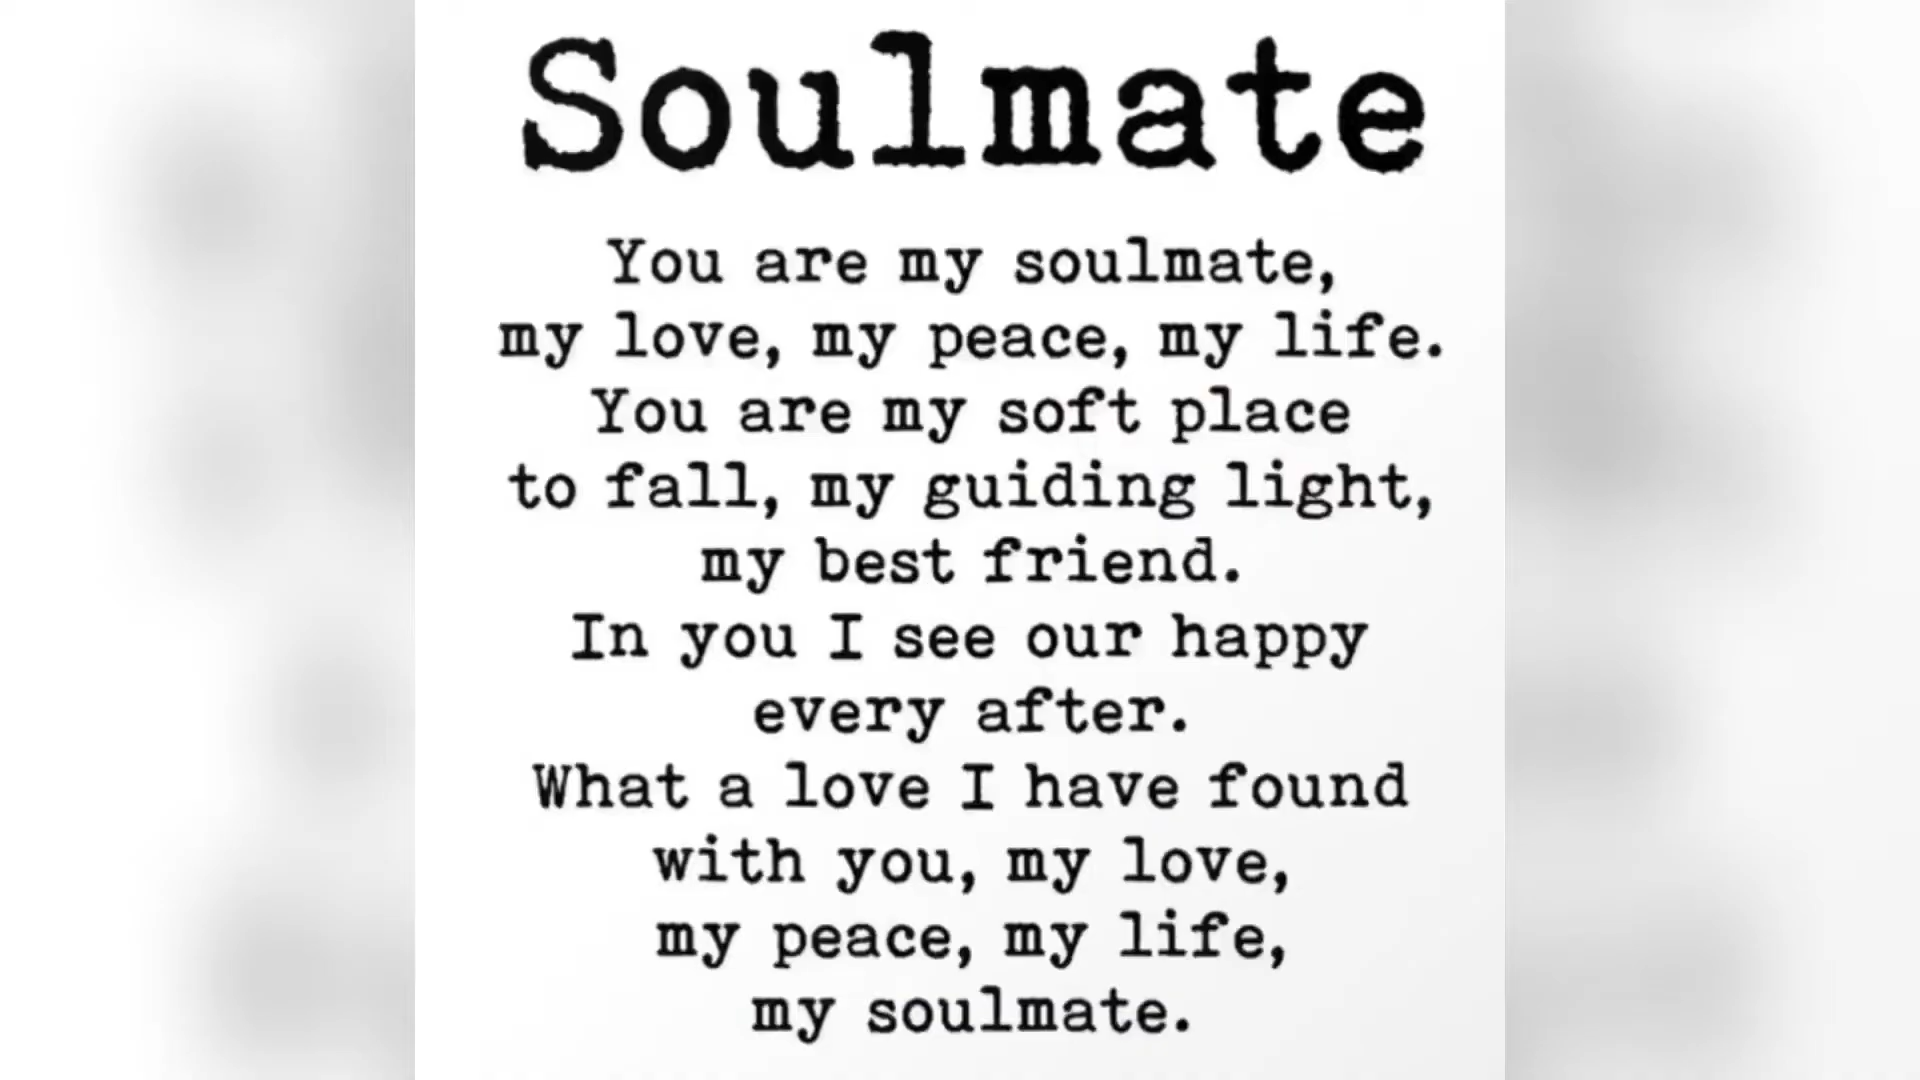 Soulmate
You are my soulmate,
my love, my peace, my life.
You are my soft place
to fall, my guiding light,
my best friend.
In you I see our happy
every after.
What a love I have found
with you, my love,
my peace, my life,
my soulmate.